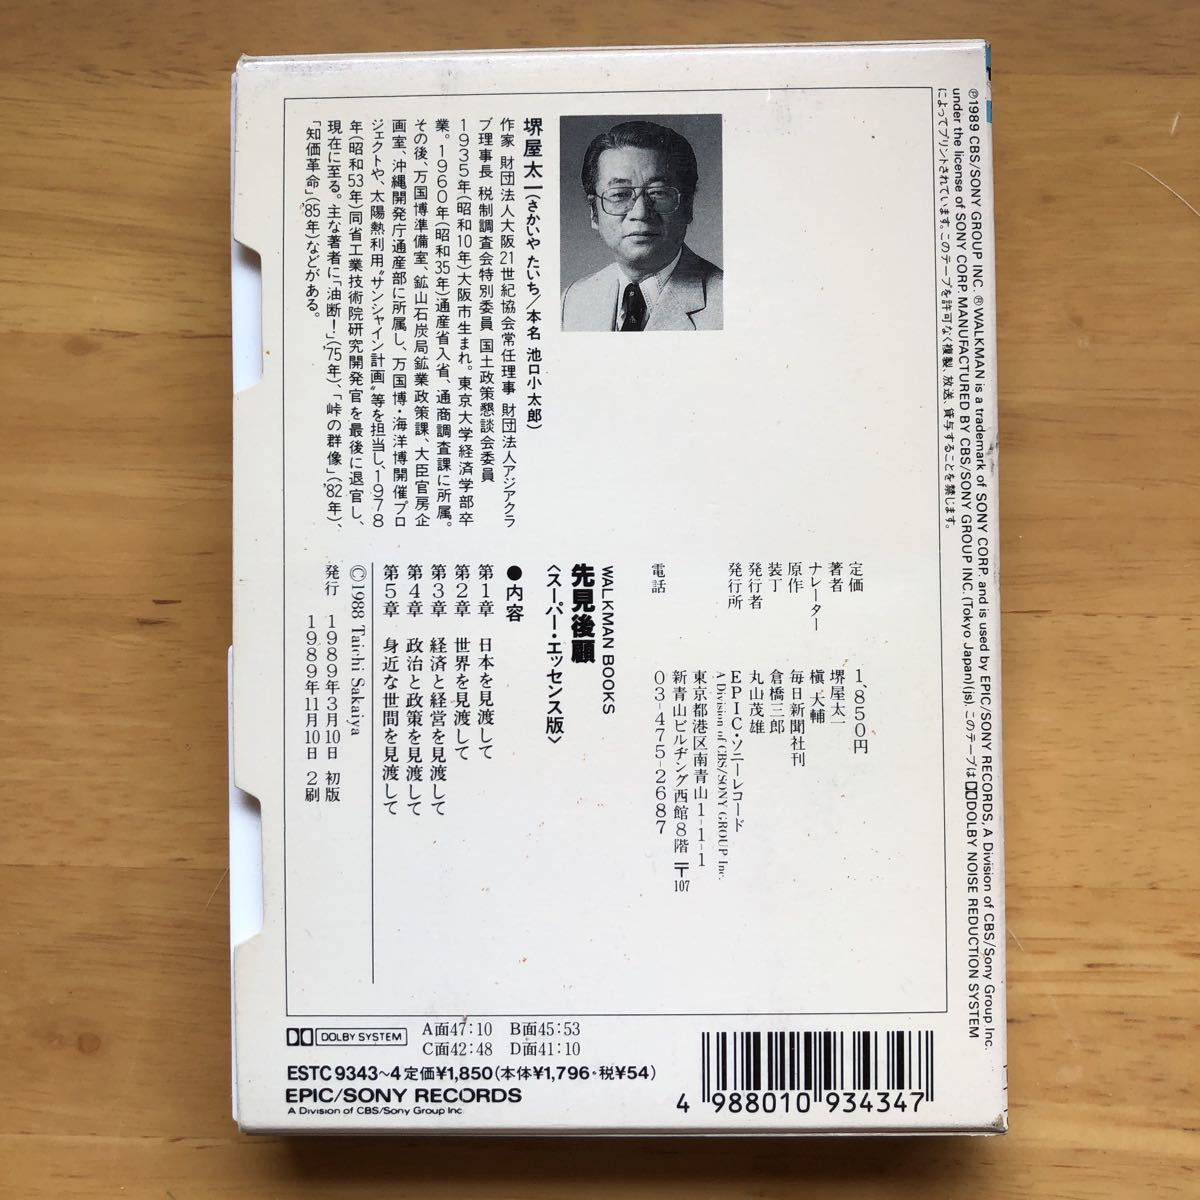 Ⓟ1989 CBS/SONY GROUP INC. ⓇWALKMAN is a trademark of SONY CORP. and is used by EPIC/SONY RECORDS, A Division of CBS/Sony Group Inc.
under the license of SONY CORP. MANUFACTURED BY CBS/SONY GROUP INC. (Tokyo Japan)(js). このテープは DOLBY NOISE REDUCTION SYSTEM
によってプリントされています。このテープを許可なく複製、放送、貸与することを禁じます。
堺屋太一(さかいや たいち/本名 池口小太郎)
作家 財団法人大阪21世紀協会常任理事 財団法人アジアクラ
ブ理事長 税制調査会特別委員 国土政策懇談会委員
1935年(昭和10年)大阪市生まれ。東京大学経済学部卒
業。1960年(昭和35年)通産省入省、通商調査課に所属。
その後、万国博準備室、鉱山石炭局鉱業政策課、大臣官房企
画室、沖縄開発庁通産部に所属し、万国博・海洋博開催プロ
ジェクトや、太陽熱利用〝サンシャイン計画〟等を担当し、1978
年(昭和53年)同省工業技術院研究開発官を最後に退官し、
現在に至る。主な著者に「油断!」('75年)、「峠の群像」('82年)、
「知価革命」('85年)などがある。
定価 1,850円
著者 堺屋太一
ナレーター 槇 大輔
原作 毎日新聞社刊
装丁 倉橋三郎
発行者 丸山茂雄
発行所 EPIC・ソニーレコード
A Division of CBS/SONY GROUP Inc.
東京都港区南青山1-1-1
新青山ビルヂング西館8階 〒107
電話 03-475-2687
WALKMAN BOOKS
先見後顧
〈スーパー・エッセンス版〉
●内容
第1章 日本を見渡して
第2章 世界を見渡して
第3章 経済と経営を見渡して
第4章 政治と政策を見渡して
第5章 身近な世間を見渡して
©1988 Taichi Sakaiya
発行 1989年3月10日 初版
1989年11月10日 2刷
DOLBY SYSTEM
A面47:10 B面45:53
C面42:48 D面41:10
ESTC 9343~4 定価¥1,850(本体¥1,796・税¥54)
EPIC/SONY RECORDS
A Division of CBS/Sony Group Inc.
4 988010 934347